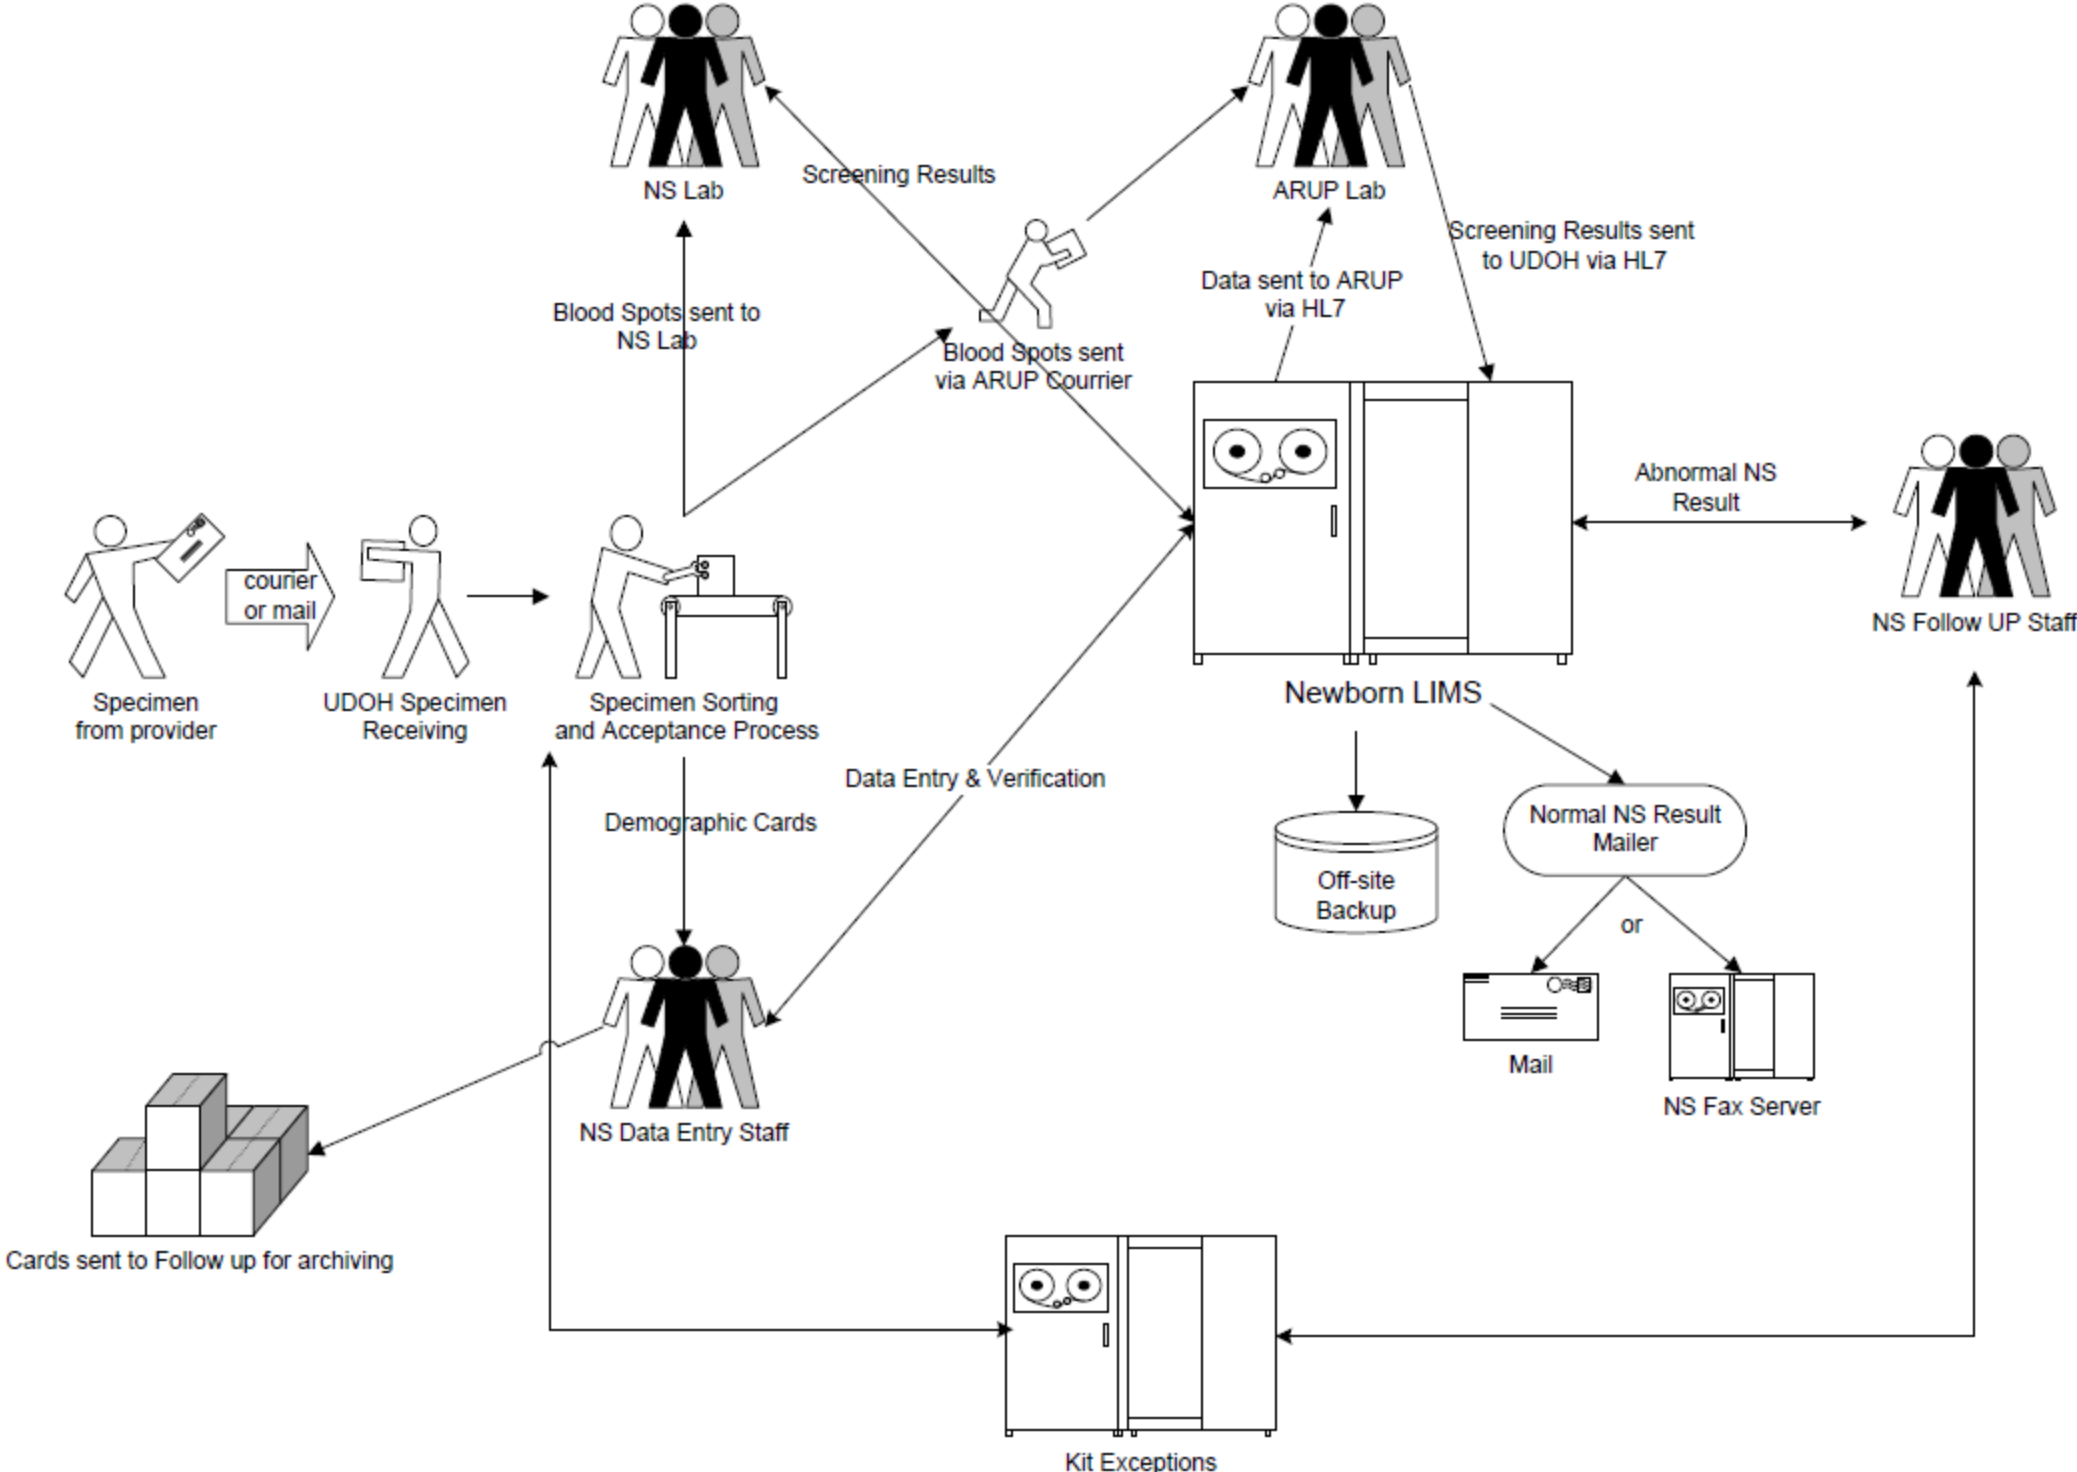 NS Lab
ARUP Lab
Screening Results
Screening Results sent
to UDOH via HL7
Data sent to ARUP
via HL7
Blood Spots sent to
NS Lab
Blood Spots sent
via ARUP Courrier
Abnormal NS
Result
courier
or mail
NS Follow UP Staff
Specimen
from provider
UDOH Specimen
Receiving
Specimen Sorting
and Acceptance Process
Newborn LIMS
Data Entry & Verification
Demographic Cards
Normal NS Result
Mailer
Off-site
Backup
or
Mail
NS Fax Server
NS Data Entry Staff
Cards sent to Follow up for archiving
Kit Exceptions